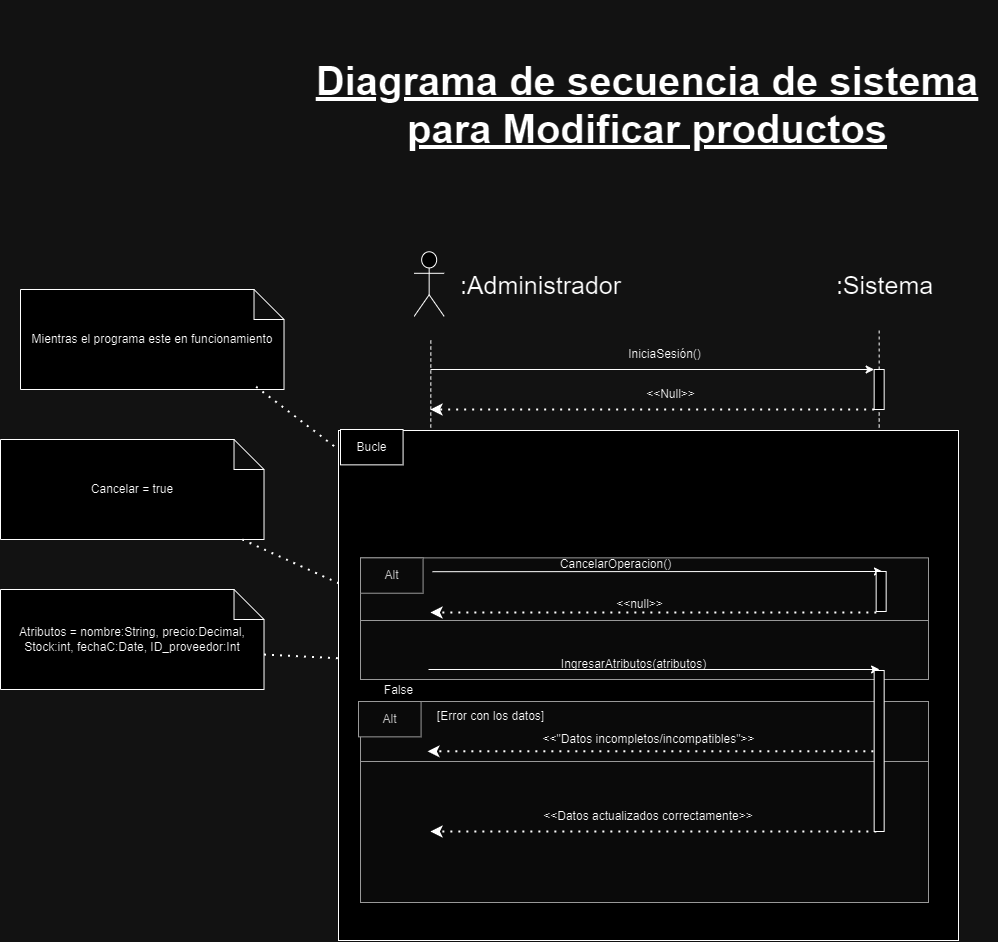 Diagrama de secuencia de sistema
para Modificar productos
:Administrador
:Sistema
Mientras el programa este en funcionamiento
IniciaSesión()
<<Null>>
Bucle
Cancelar = true
Alt
CancelarOperacion()
<<null>>
Atributos = nombre:String, precio:Decimal,
Stock:int, fechaC:Date, ID_proveedor:Int
IngresarAtributos(atributos)
False
Alt
[Error con los datos]
<<"Datos incompletos/incompatibles">>
<<Datos actualizados correctamente>>